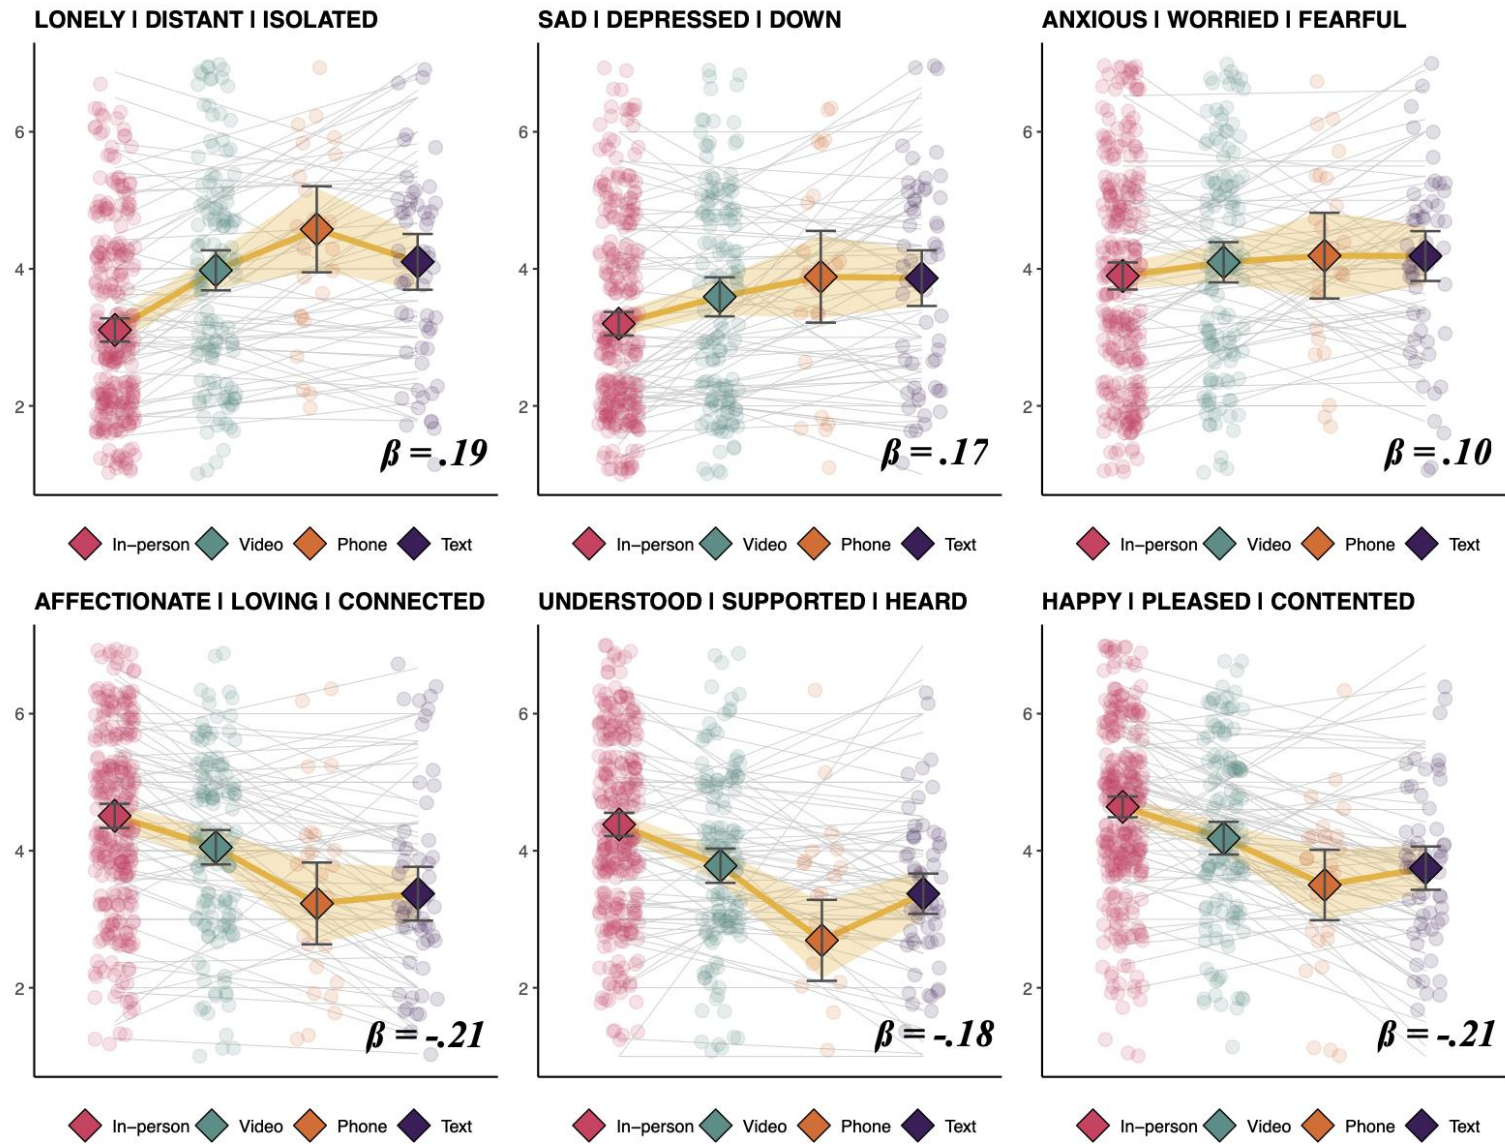 LONELY | DISTANT | ISOLATED
6
4
2
β = .19
In-person Video Phone Text
SAD | DEPRESSED | DOWN
6
4
2
β = .17
In-person Video Phone Text
ANXIOUS | WORRIED | FEARFUL
6
4
2
β = .10
In-person Video Phone Text
AFFECTIONATE | LOVING | CONNECTED
6
4
2
β = -.21
In-person Video Phone Text
UNDERSTOOD | SUPPORTED | HEARD
6
4
2
β = -.18
In-person Video Phone Text
HAPPY | PLEASED | CONTENTED
6
4
2
β = -.21
In-person Video Phone Text